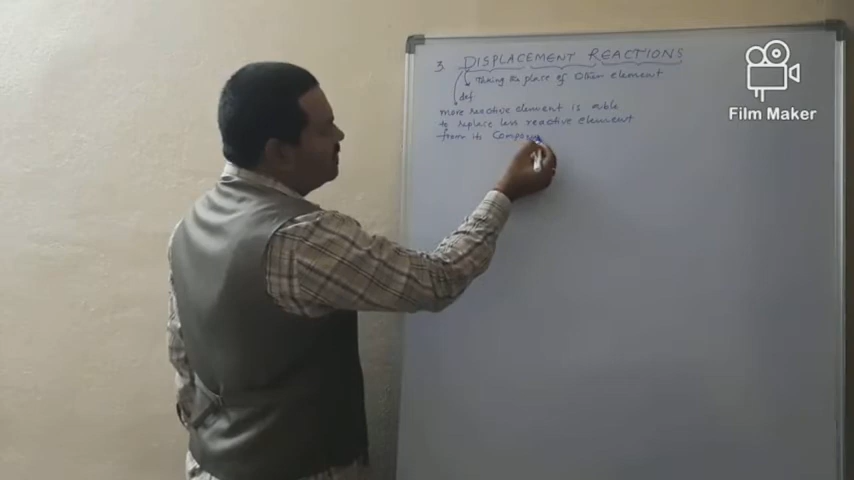 3 DISPLACEMENT REACTIONS
Taking the place of Other element
def
more reactive element is able
to replace less reactive element
from its Compoun
Film Maker